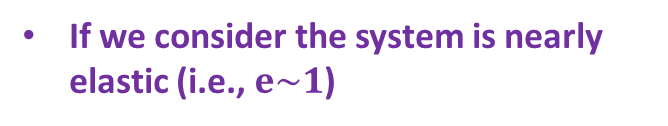 • If we consider the system is nearly
elastic (i.e., e~1)